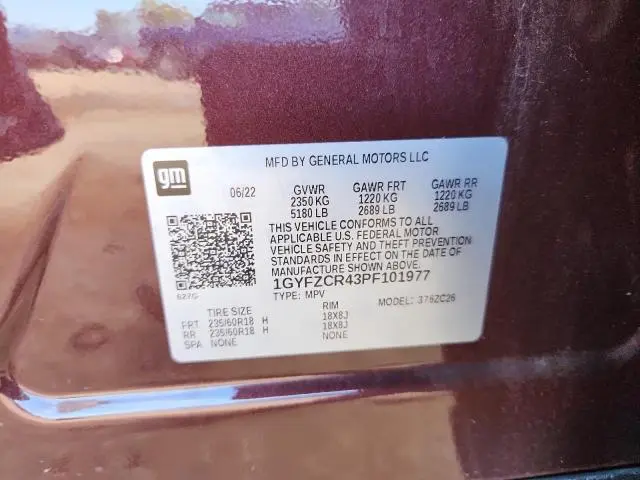 gm
MFD BY GENERAL MOTORS LLC
06/22 GVWR GAWR FRT GAWR RR
2350 KG 1220 KG 1220 KG
5180 LB 2689 LB 2689 LB
THIS VEHICLE CONFORMS TO ALL
APPLICABLE U.S. FEDERAL MOTOR
VEHICLE SAFETY AND THEFT PREVENTION
STANDARDS IN EFFECT ON THE DATE OF
MANUFACTURE SHOWN ABOVE.
1GYFZCR43PF101977
627G TYPE: MPV
TIRE SIZE RIM MODEL: 376ZC26
FRT 235/60R18 H 18X8J
RR 235/60R18 H 18X8J
SPA NONE NONE